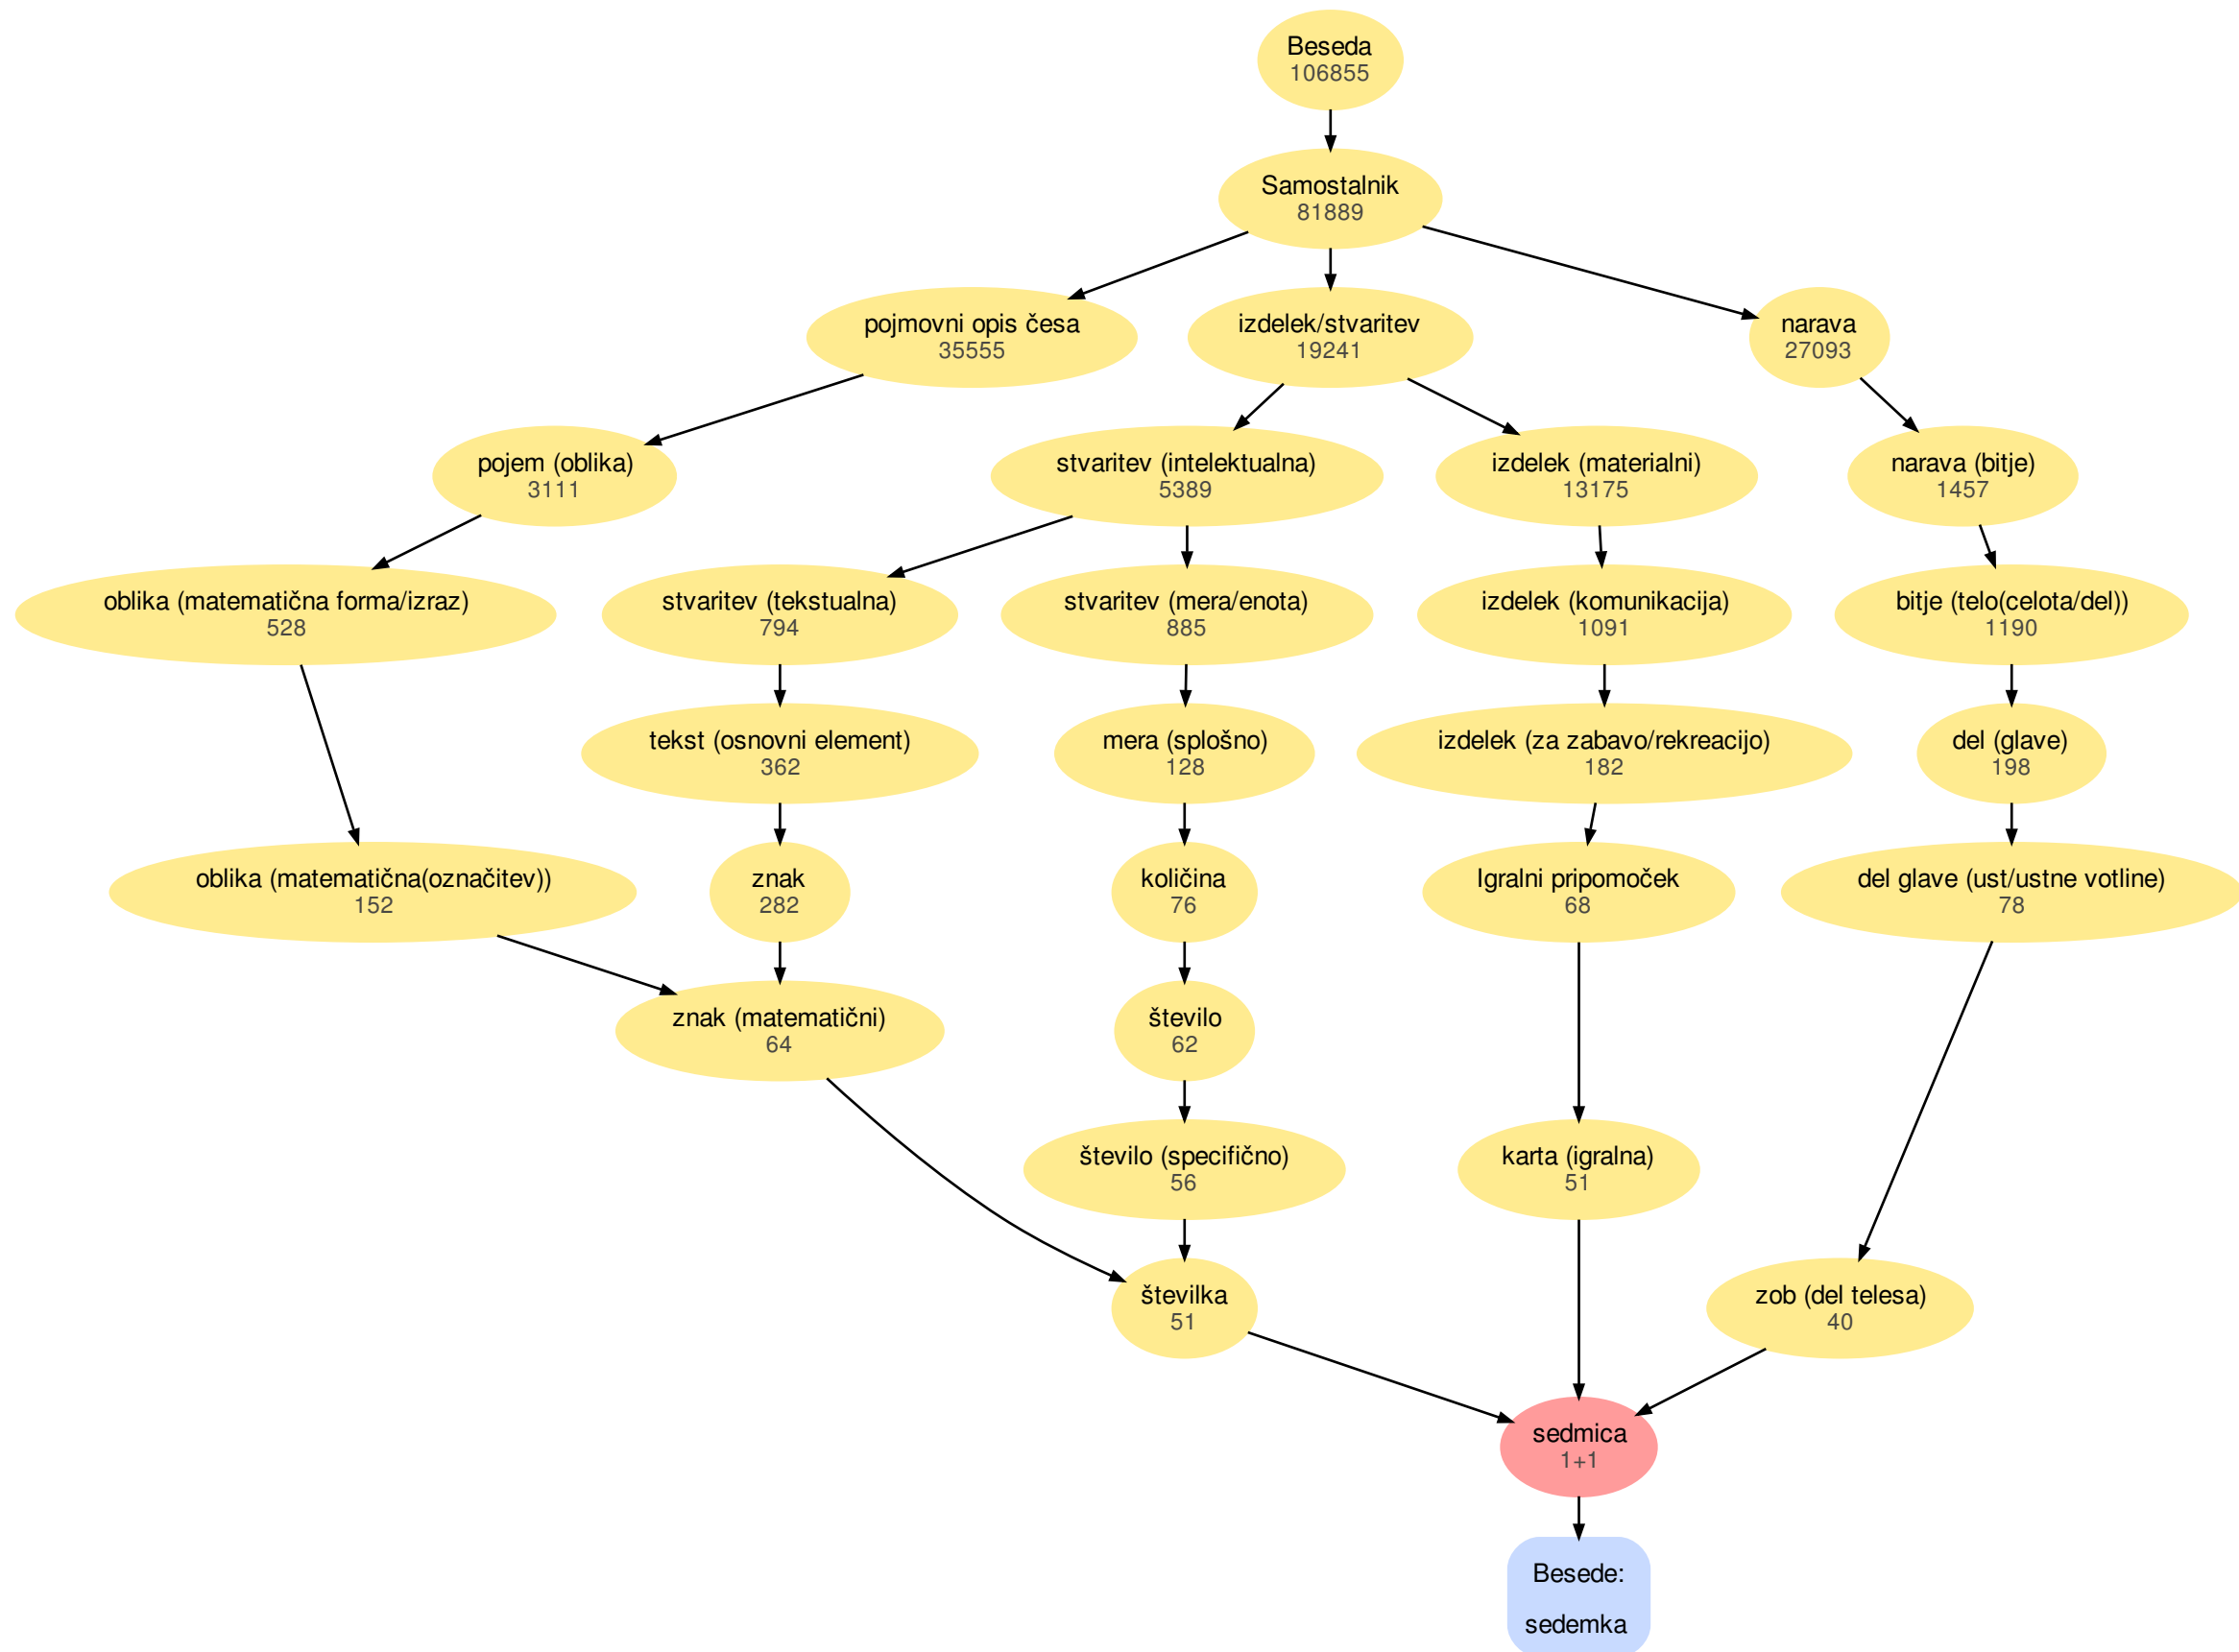 Beseda
106855
Samostalnik
81889
pojmovni opis česa
35555
izdelek/stvaritev
19241
narava
27093
pojem (oblika)
3111
stvaritev (intelektualna)
5389
izdelek (materialni)
13175
narava (bitje)
1457
oblika (matematična forma/izraz)
528
stvaritev (tekstualna)
794
stvaritev (mera/enota)
885
izdelek (komunikacija)
1091
bitje (telo(celota/del))
1190
tekst (osnovni element)
362
mera (splošno)
128
izdelek (za zabavo/rekreacijo)
182
del (glave)
198
oblika (matematična(označitev))
152
znak
282
količina
76
Igralni pripomoček
68
del glave (ust/ustne votline)
78
znak (matematični)
64
število
62
število (specifično)
56
karta (igralna)
51
številka
51
zob (del telesa)
40
sedmica
1+1
Besede:
sedemka